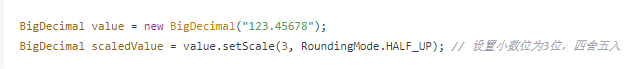 BigDecimal value = new BigDecimal("123.45678");
BigDecimal scaledValue = value.setScale(3, RoundingMode.HALF_UP); // 设置小数位为3位，四舍五入